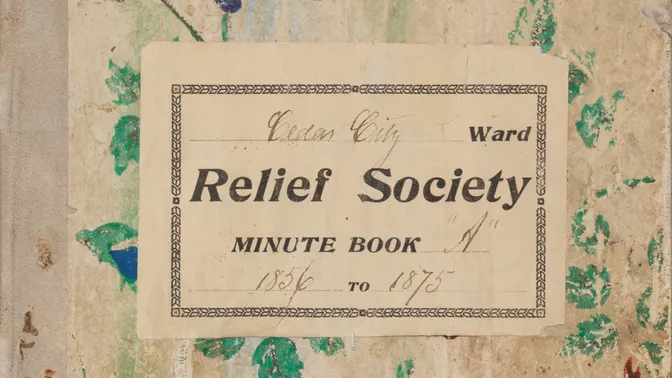 Cedar City Ward
Relief Society
MINUTE BOOK "A"
1856 TO 1875